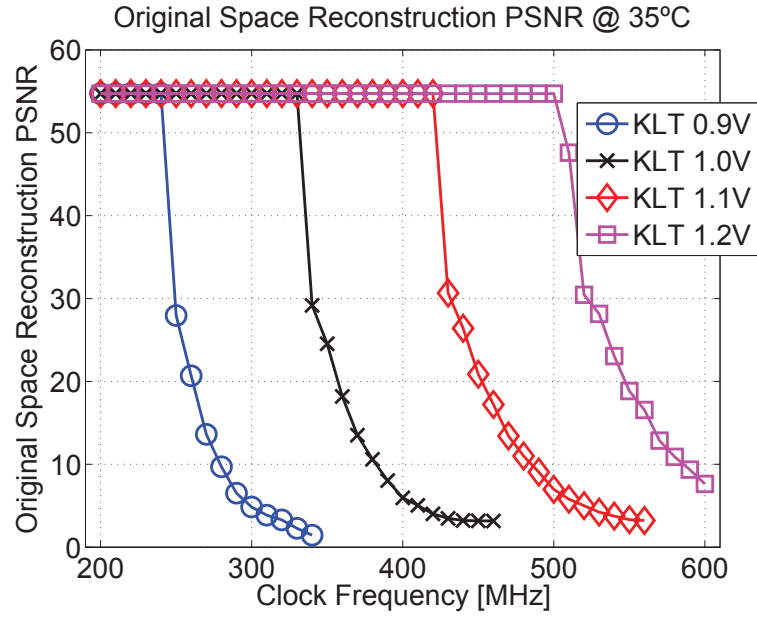 Original Space Reconstruction PSNR @ 35ºC
Original Space Reconstruction PSNR
60
50
40
30
20
10
0
KLT 0.9V
KLT 1.0V
KLT 1.1V
KLT 1.2V
200 300 400 500 600
Clock Frequency [MHz]